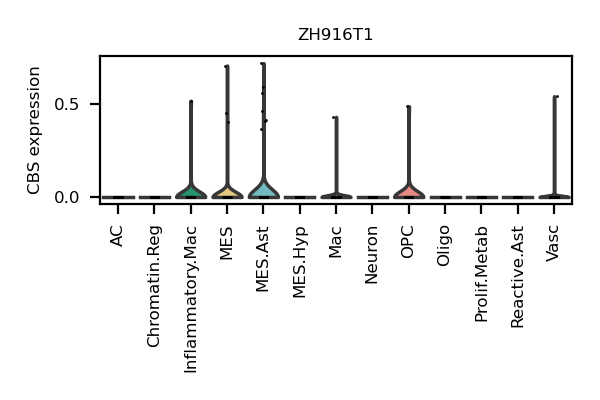 ZH916T1
CBS expression
0.5
0.0
AC
Chromatin.Reg
Inflammatory.Mac
MES
MES.Ast
MES.Hyp
Mac
Neuron
OPC
Oligo
Prolif.Metab
Reactive.Ast
Vasc